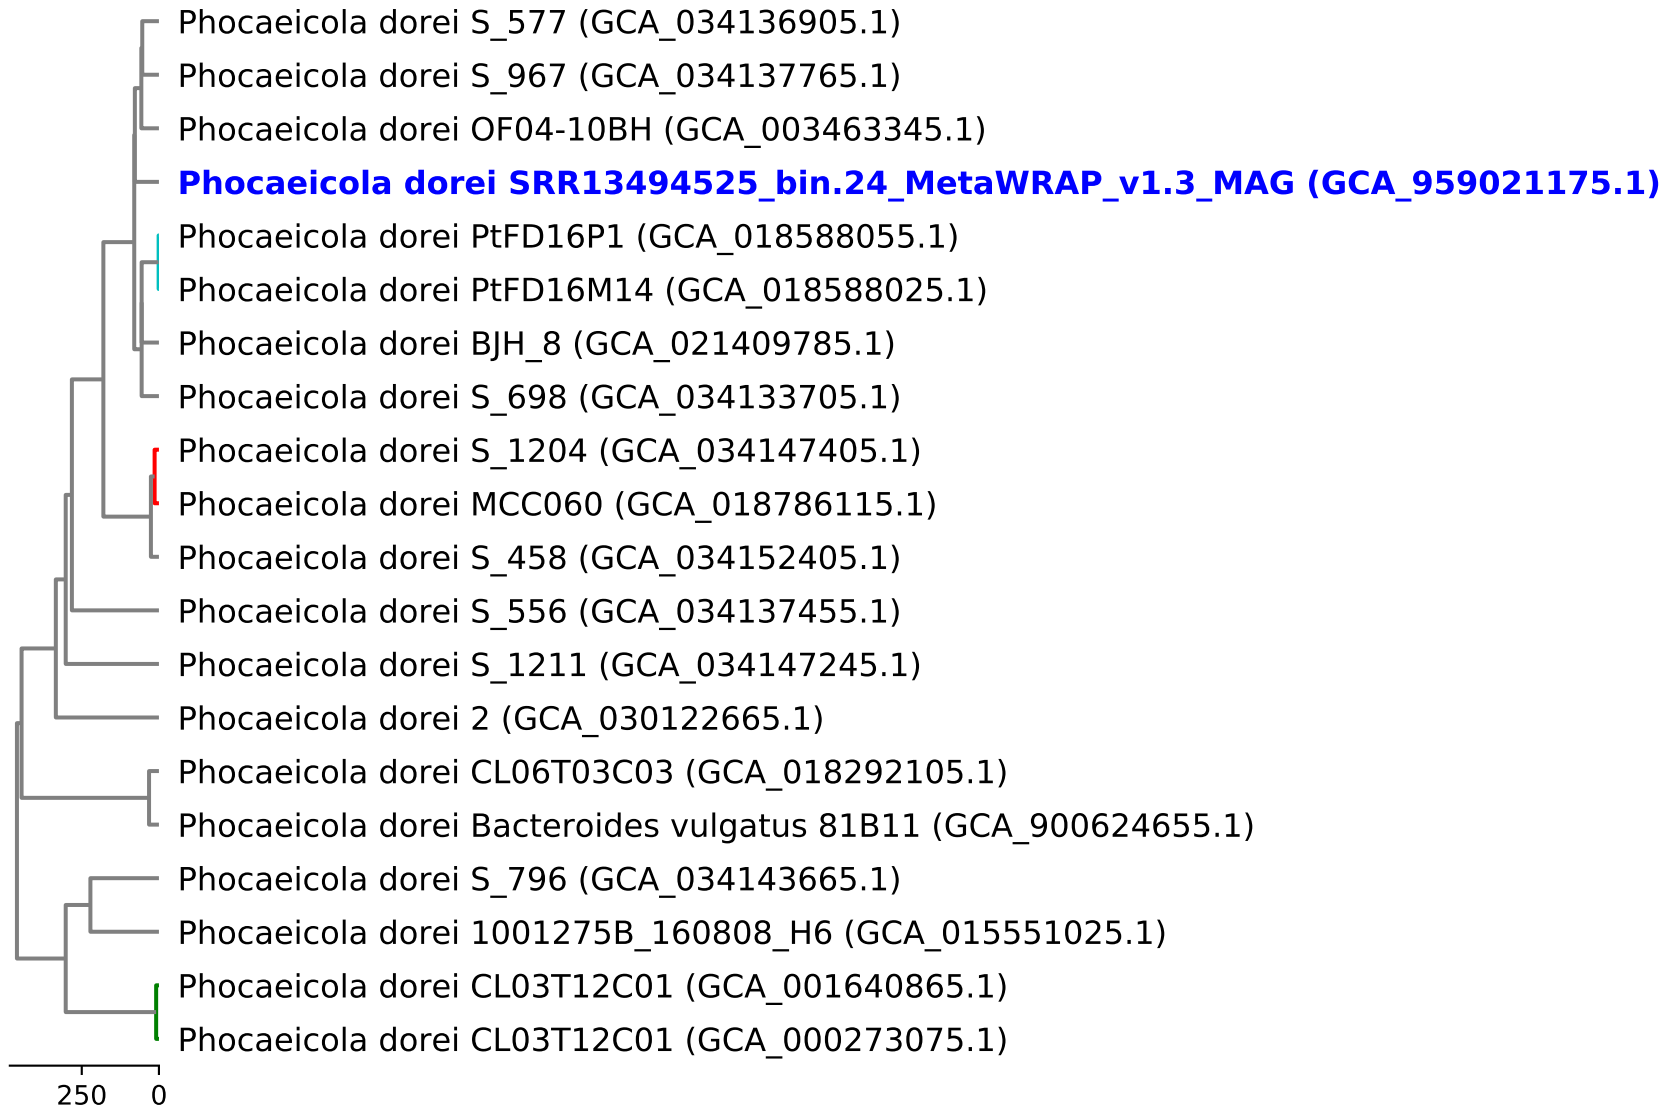 Phocaeicola dorei S_577 (GCA_034136905.1)
Phocaeicola dorei S_967 (GCA_034137765.1)
Phocaeicola dorei OF04-10BH (GCA_003463345.1)
Phocaeicola dorei SRR13494525_bin.24_MetaWRAP_v1.3_MAG (GCA_959021175.1)
Phocaeicola dorei PtFD16P1 (GCA_018588055.1)
Phocaeicola dorei PtFD16M14 (GCA_018588025.1)
Phocaeicola dorei BJH_8 (GCA_021409785.1)
Phocaeicola dorei S_698 (GCA_034133705.1)
Phocaeicola dorei S_1204 (GCA_034147405.1)
Phocaeicola dorei MCC060 (GCA_018786115.1)
Phocaeicola dorei S_458 (GCA_034152405.1)
Phocaeicola dorei S_556 (GCA_034137455.1)
Phocaeicola dorei S_1211 (GCA_034147245.1)
Phocaeicola dorei 2 (GCA_030122665.1)
Phocaeicola dorei CL06T03C03 (GCA_018292105.1)
Phocaeicola dorei Bacteroides vulgatus 81B11 (GCA_900624655.1)
Phocaeicola dorei S_796 (GCA_034143665.1)
Phocaeicola dorei 1001275B_160808_H6 (GCA_015551025.1)
Phocaeicola dorei CL03T12C01 (GCA_001640865.1)
Phocaeicola dorei CL03T12C01 (GCA_000273075.1)
250 0